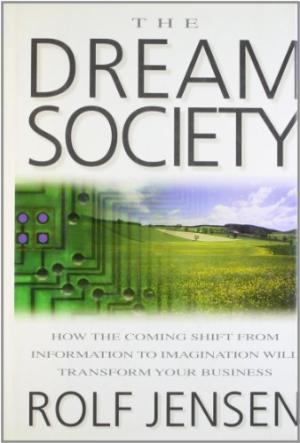 THE
DREAM
SOCIETY
HOW THE COMING SHIFT FROM
INFORMATION TO IMAGINATION WILL
TRANSFORM YOUR BUSINESS
ROLF JENSEN